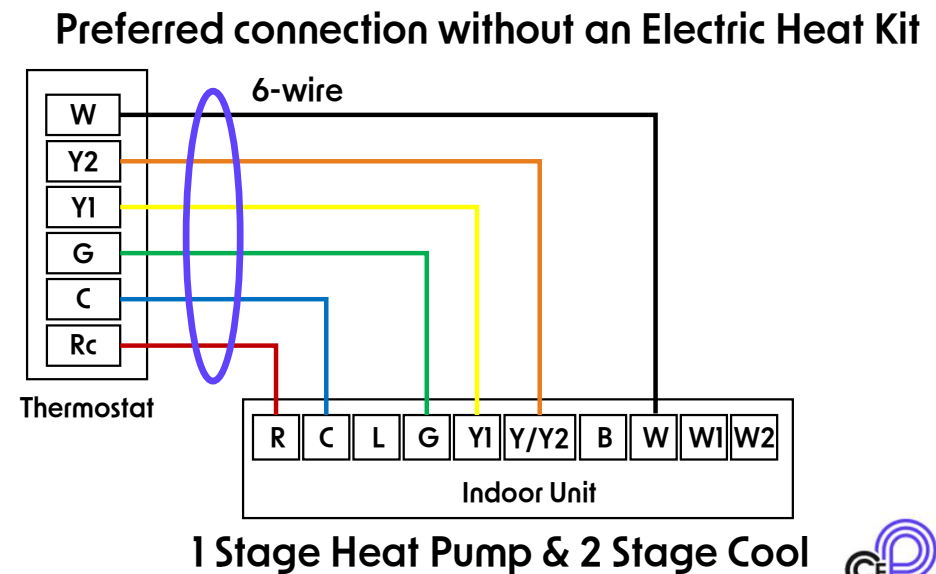 Preferred connection without an Electric Heat Kit
6-wire
W
Y2
Y1
G
C
Rc
Thermostat
R C L G Y1 Y/Y2 B W W1 W2
Indoor Unit
1 Stage Heat Pump & 2 Stage Cool